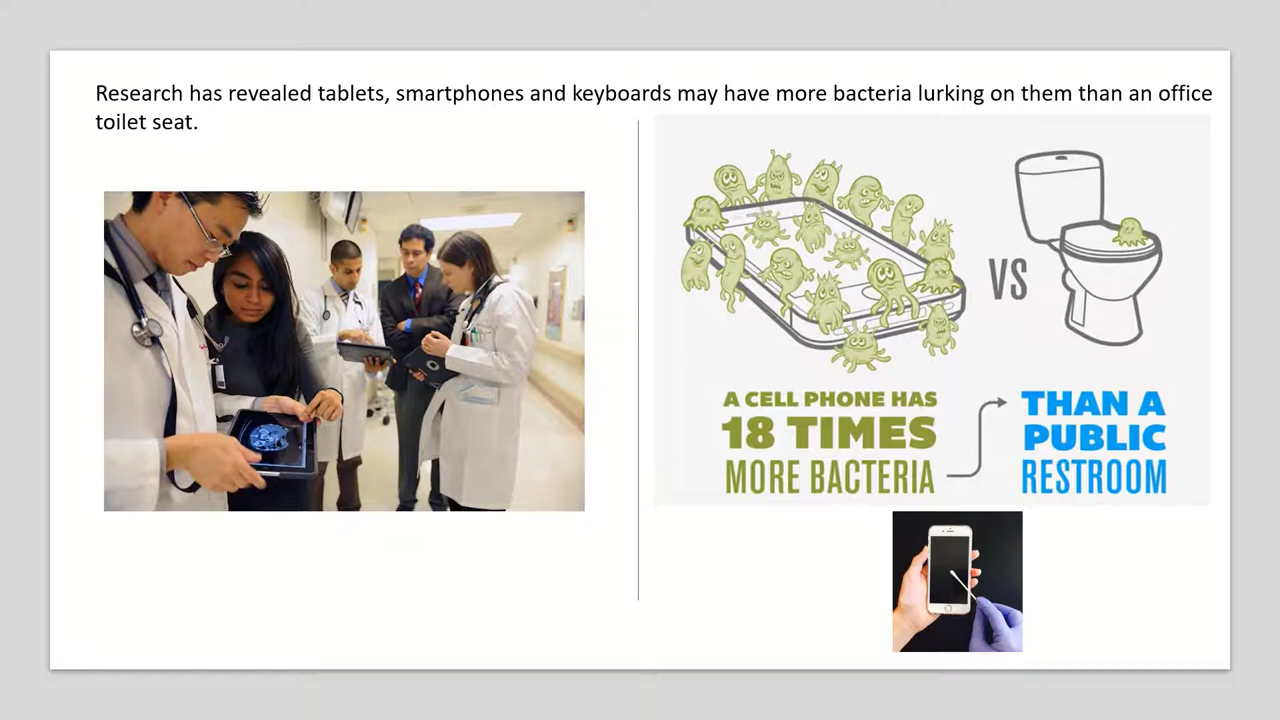 Research has revealed tablets, smartphones and keyboards may have more bacteria lurking on them than an office
toilet seat.
VS
A CELL PHONE HAS
18 TIMES
MORE BACTERIA
THAN A
PUBLIC
RESTROOM